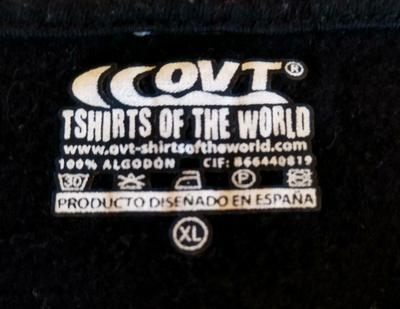 OVT®
TSHIRTS OF THE WORLD
www.ovt-shirtsoftheworld.com
100% ALGODÓN CIF: B66440819
30 P
PRODUCTO DISEÑADO EN ESPAÑA
XL